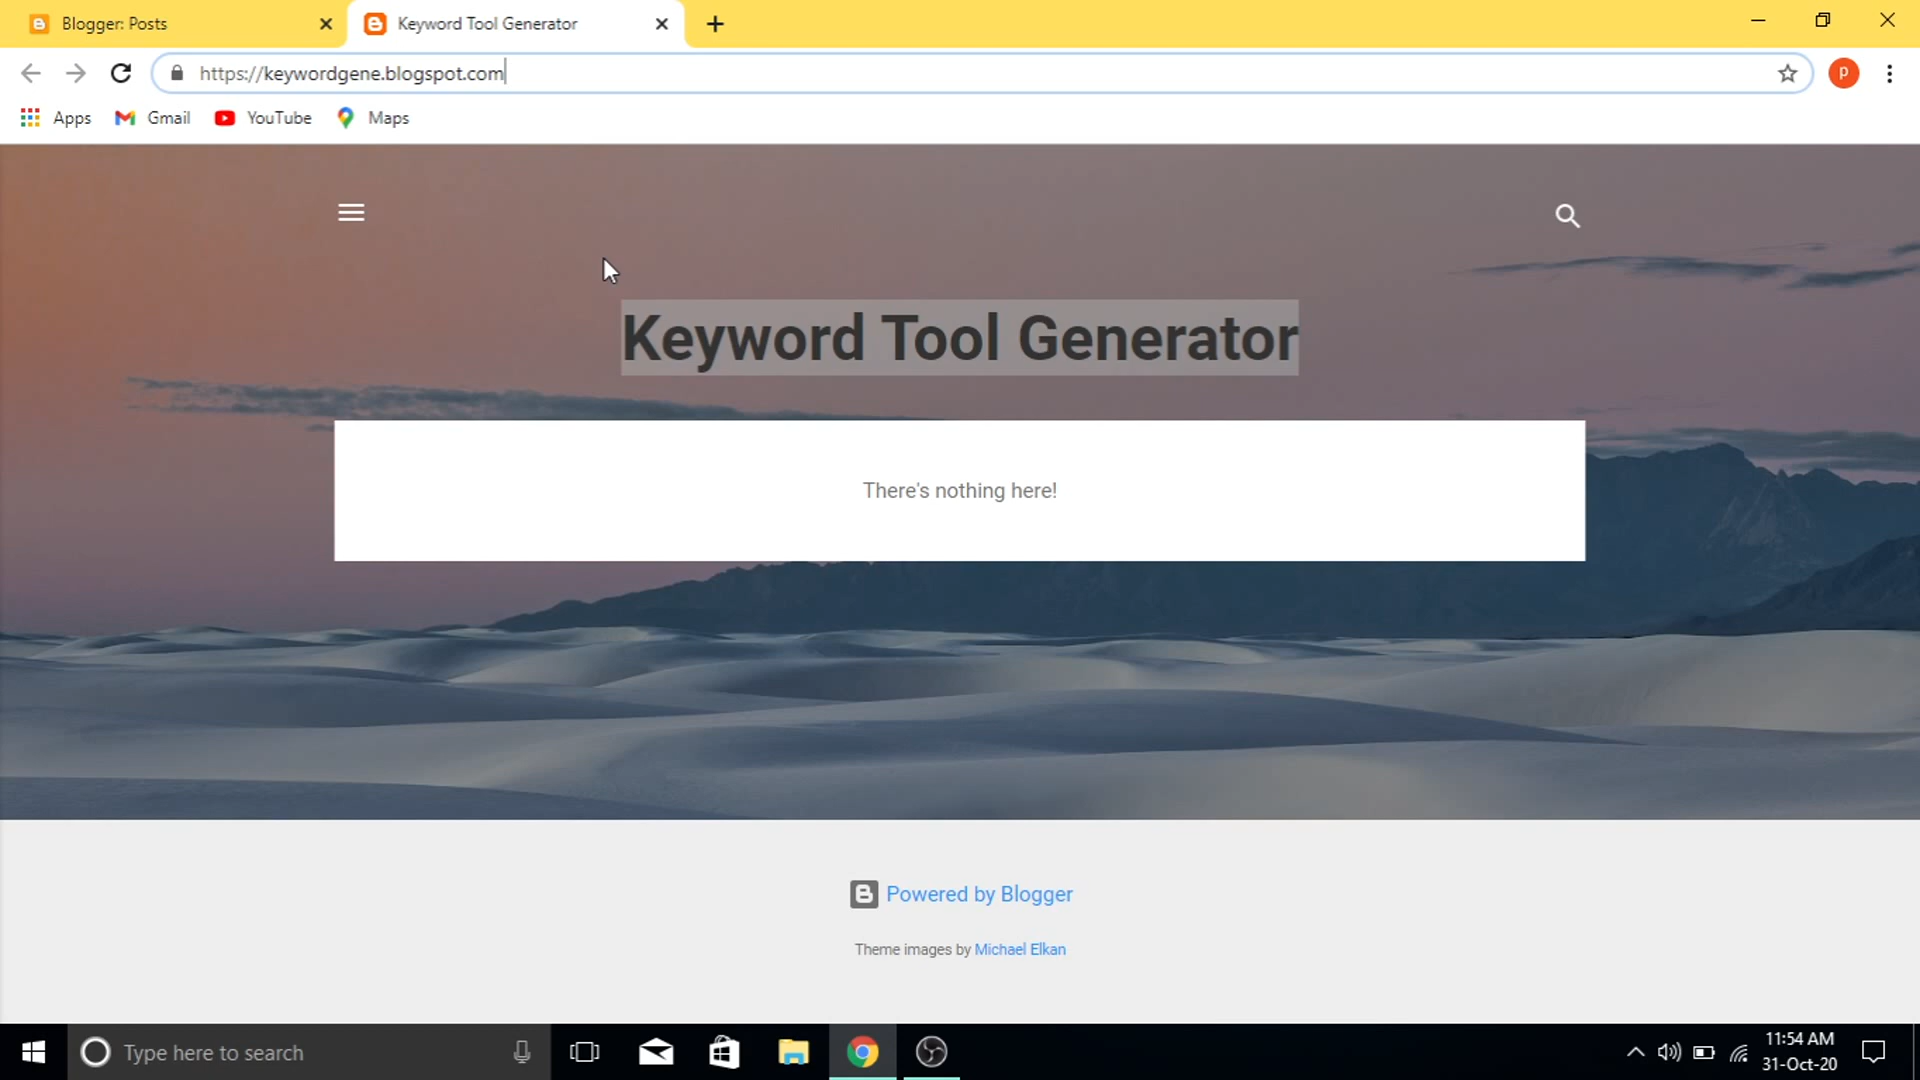 Blogger: Posts
Keyword Tool Generator
https://keywordgene.blogspot.com
P
Apps
Gmail
YouTube
Maps
Keyword Tool Generator
There's nothing here!
Powered by Blogger
Theme images by Michael Elkan
Type here to search
11:54 AM
31-Oct-20